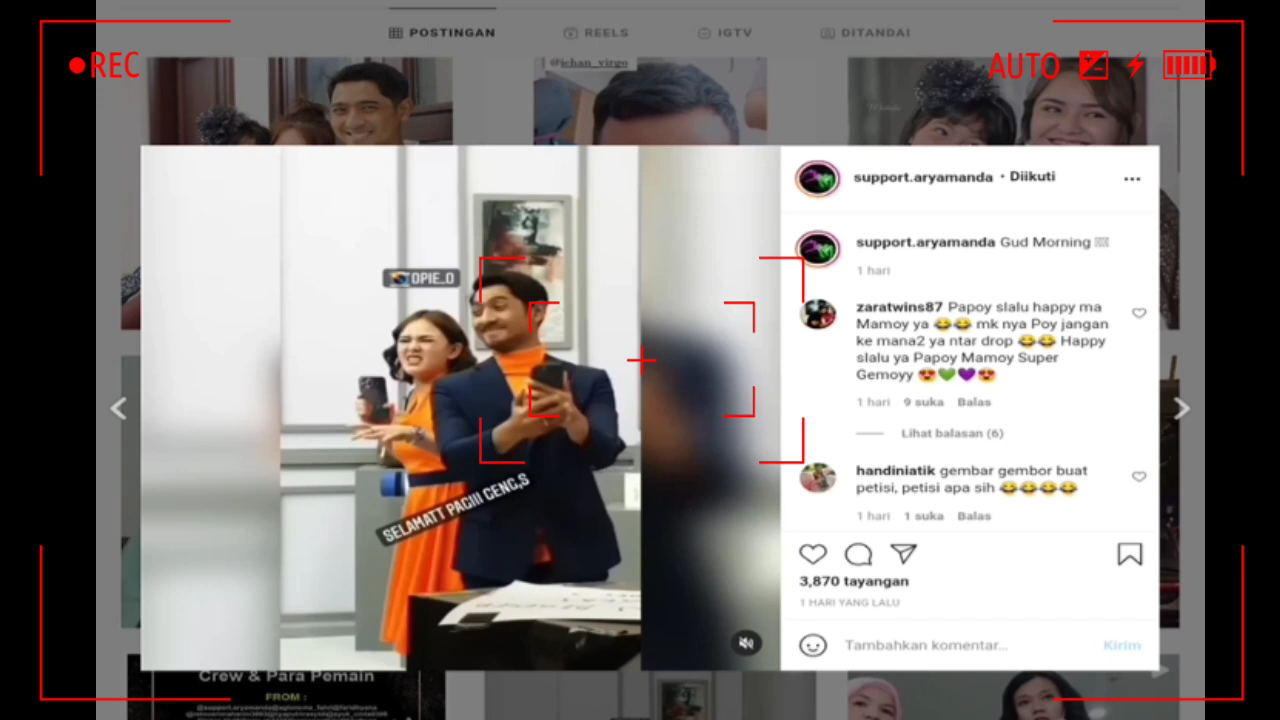 POSTINGAN
REELS
IGTV
DITANDAI
REC
AUTO
@ichan_virgo
support.aryamanda • Diikuti
support.aryamanda Gud Morning
1 hari
OPIE_O
zaratwins87 Papoy slalu happy ma
Mamoy ya 😂😂 mk nya Poy jangan
ke mana2 ya ntar drop 😂😂 Happy
slalu ya Papoy Mamoy Super
Gemoyy 😍💚💜😍
1 hari 9 suka Balas
Lihat balasan (6)
handiniatik gembar gembor buat
petisi, petisi apa sih 😂😂😂😂
1 hari 1 suka Balas
SELAMATT PAGIII GENG,S
3,870 tayangan
1 HARI YANG LALU
Tambahkan komentar...
Kirim
Crew & Para Pemain
FROM :